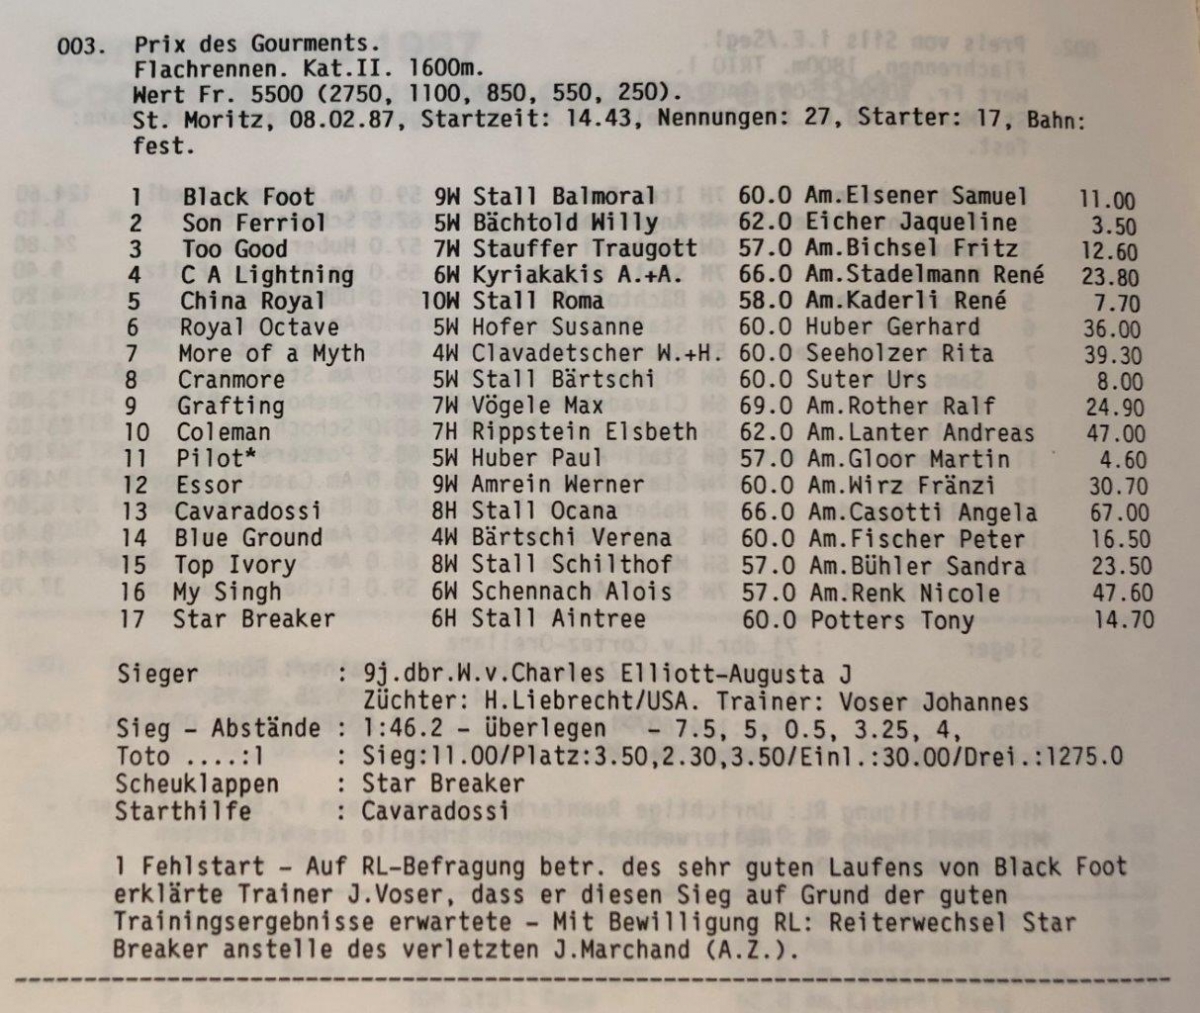 003. Prix des Gourments.
Flachrennen. Kat.II. 1600m.
Wert Fr. 5500 (2750, 1100, 850, 550, 250).
St. Moritz, 08.02.87, Startzeit: 14.43, Nennungen: 27, Starter: 17, Bahn:
fest.
1 Black Foot 9W Stall Balmoral 60.0 Am.Elsener Samuel 11.00
2 Son Ferriol 5W Bächtold Willy 62.0 Eicher Jaqueline 3.50
3 Too Good 7W Stauffer Traugott 57.0 Am.Bichsel Fritz 12.60
4 C A Lightning 6W Kyriakakis A.+A. 66.0 Am.Stadelmann René 23.80
5 China Royal 10W Stall Roma 58.0 Am.Kaderli René 7.70
6 Royal Octave 5W Hofer Susanne 60.0 Huber Gerhard 36.00
7 More of a Myth 4W Clavadetscher W.+H. 60.0 Seeholzer Rita 39.30
8 Cranmore 5W Stall Bärtschi 60.0 Suter Urs 8.00
9 Grafting 7W Vögele Max 69.0 Am.Rother Ralf 24.90
10 Coleman 7H Rippstein Elsbeth 62.0 Am.Lanter Andreas 47.00
11 Pilot* 5W Huber Paul 57.0 Am.Gloor Martin 4.60
12 Essor 9W Amrein Werner 60.0 Am.Wirz Fränzi 30.70
13 Cavaradossi 8H Stall Ocana 66.0 Am.Casotti Angela 67.00
14 Blue Ground 4W Bärtschi Verena 60.0 Am.Fischer Peter 16.50
15 Top Ivory 8W Stall Schilthof 57.0 Am.Bühler Sandra 23.50
16 My Singh 6W Schennach Alois 57.0 Am.Renk Nicole 47.60
17 Star Breaker 6H Stall Aintree 60.0 Potters Tony 14.70
Sieger : 9j.dbr.W.v.Charles Elliott-Augusta J
Züchter: H.Liebrecht/USA. Trainer: Voser Johannes
Sieg - Abstände : 1:46.2 - überlegen - 7.5, 5, 0.5, 3.25, 4,
Toto ....:1 : Sieg:11.00/Platz:3.50,2.30,3.50/Einl.:30.00/Drei.:1275.0
Scheuklappen : Star Breaker
Starthilfe : Cavaradossi
1 Fehlstart - Auf RL-Befragung betr. des sehr guten Laufens von Black Foot
erklärte Trainer J.Voser, dass er diesen Sieg auf Grund der guten
Trainingsergebnisse erwartete - Mit Bewilligung RL: Reiterwechsel Star
Breaker anstelle des verletzten J.Marchand (A.Z.).